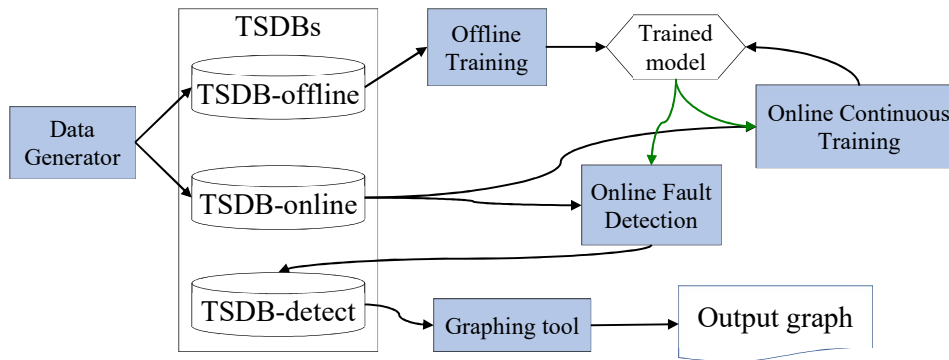 TSDBs
Offline
Training
Trained
model
TSDB-offline
Data
Generator
Online Continuous
Training
TSDB-online
Online Fault
Detection
TSDB-detect
Graphing tool
Output graph